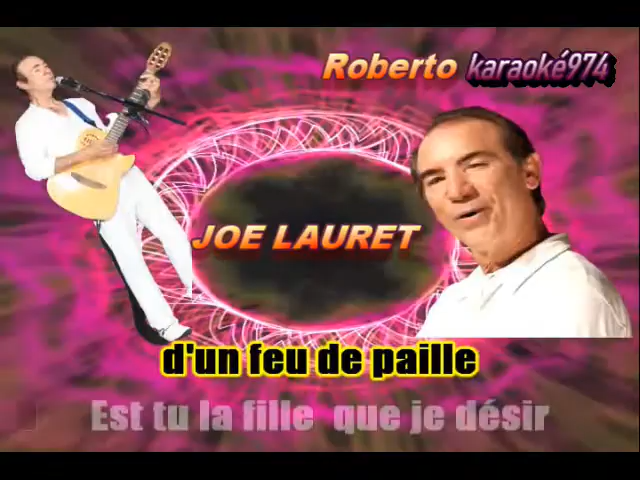 Roberto karaoké974
JOE LAURET
d'un feu de paille
Est tu la fille que je désir